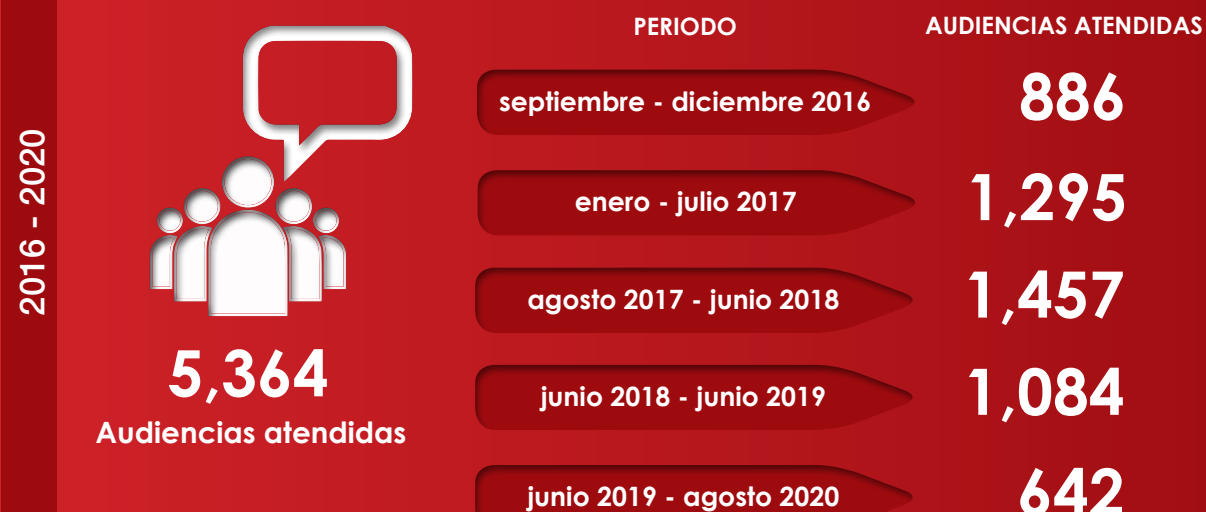 2016 - 2020
5,364
Audiencias atendidas
PERIODO AUDIENCIAS ATENDIDAS
septiembre - diciembre 2016 886
enero - julio 2017 1,295
agosto 2017 - junio 2018 1,457
junio 2018 - junio 2019 1,084
junio 2019 - agosto 2020 642